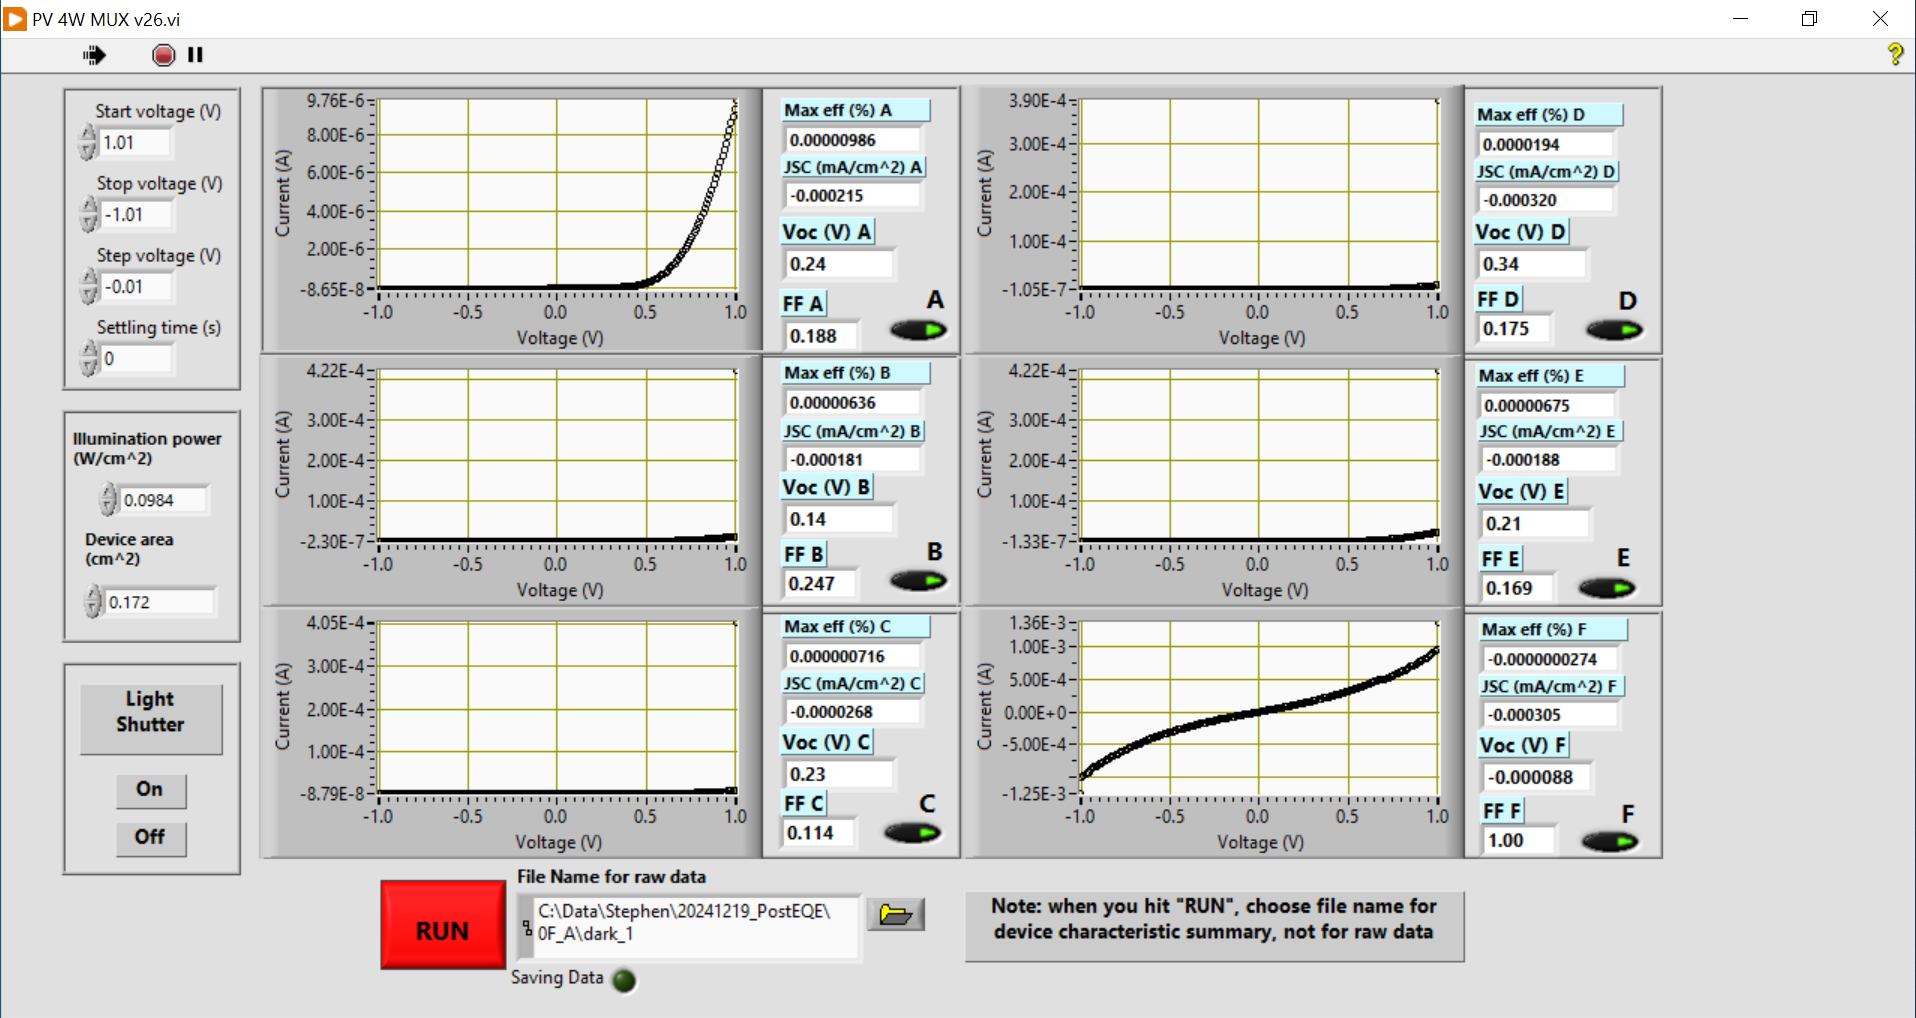 PV 4W MUX v26.vi
Start voltage (V)
1.01
Stop voltage (V)
-1.01
Step voltage (V)
-0.01
Settling time (s)
0
Illumination power
(W/cm^2)
0.0984
Device area
(cm^2)
0.172
Light
Shutter
On
Off
9.76E-6
8.00E-6
6.00E-6
4.00E-6
2.00E-6
-8.65E-8
Current (A)
-1.0 -0.5 0.0 0.5 1.0
Voltage (V)
Max eff (%) A
0.00000986
JSC (mA/cm^2) A
-0.000215
Voc (V) A
0.24
FF A
0.188
A
3.90E-4
3.00E-4
2.00E-4
1.00E-4
-1.05E-7
Current (A)
-1.0 -0.5 0.0 0.5 1.0
Voltage (V)
Max eff (%) D
0.0000194
JSC (mA/cm^2) D
-0.000320
Voc (V) D
0.34
FF D
0.175
D
4.22E-4
3.00E-4
2.00E-4
1.00E-4
-2.30E-7
Current (A)
-1.0 -0.5 0.0 0.5 1.0
Voltage (V)
Max eff (%) B
0.00000636
JSC (mA/cm^2) B
-0.000181
Voc (V) B
0.14
FF B
0.247
B
4.22E-4
3.00E-4
2.00E-4
1.00E-4
-1.33E-7
Current (A)
-1.0 -0.5 0.0 0.5 1.0
Voltage (V)
Max eff (%) E
0.00000675
JSC (mA/cm^2) E
-0.000188
Voc (V) E
0.21
FF E
0.169
E
4.05E-4
3.00E-4
2.00E-4
1.00E-4
-8.79E-8
Current (A)
-1.0 -0.5 0.0 0.5 1.0
Voltage (V)
Max eff (%) C
0.000000716
JSC (mA/cm^2) C
-0.0000268
Voc (V) C
0.23
FF C
0.114
C
1.36E-3
1.00E-3
5.00E-4
0.00E+0
-5.00E-4
-1.25E-3
Current (A)
-1.0 -0.5 0.0 0.5 1.0
Voltage (V)
Max eff (%) F
-0.0000000274
JSC (mA/cm^2) F
-0.000305
Voc (V) F
-0.000088
FF F
1.00
F
RUN
File Name for raw data
C:\Data\Stephen\20241219_PostEQE\
0F_A\dark_1
Saving Data
Note: when you hit "RUN", choose file name for
device characteristic summary, not for raw data